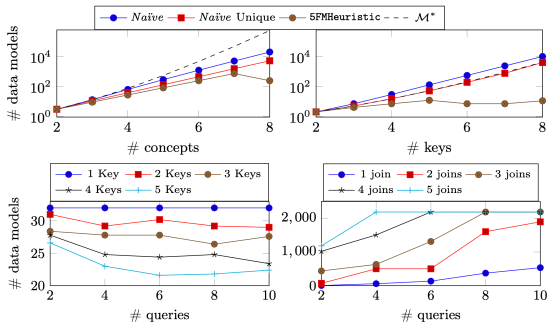 Naïve Naïve Unique 5FMHeuristic M*
# data models
10^4
10^2
10^0
2 4 6 8
# concepts
10^4
10^2
10^0
2 4 6 8
# keys
1 Key 2 Keys 3 Keys
4 Keys 5 Keys
# data models
30
25
20
2 4 6 8 10
# queries
1 join 2 joins 3 joins
4 joins 5 joins
2,000
1,000
0
2 4 6 8 10
# queries